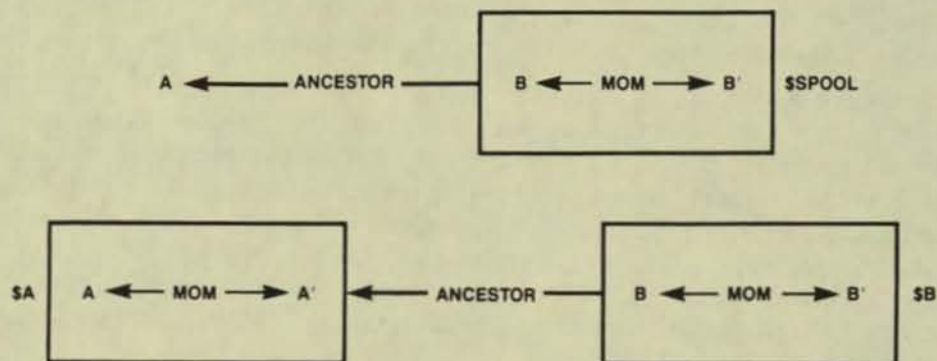 A ANCESTOR B MOM B' $SPOOL
$A A MOM A' ANCESTOR B MOM B' $B